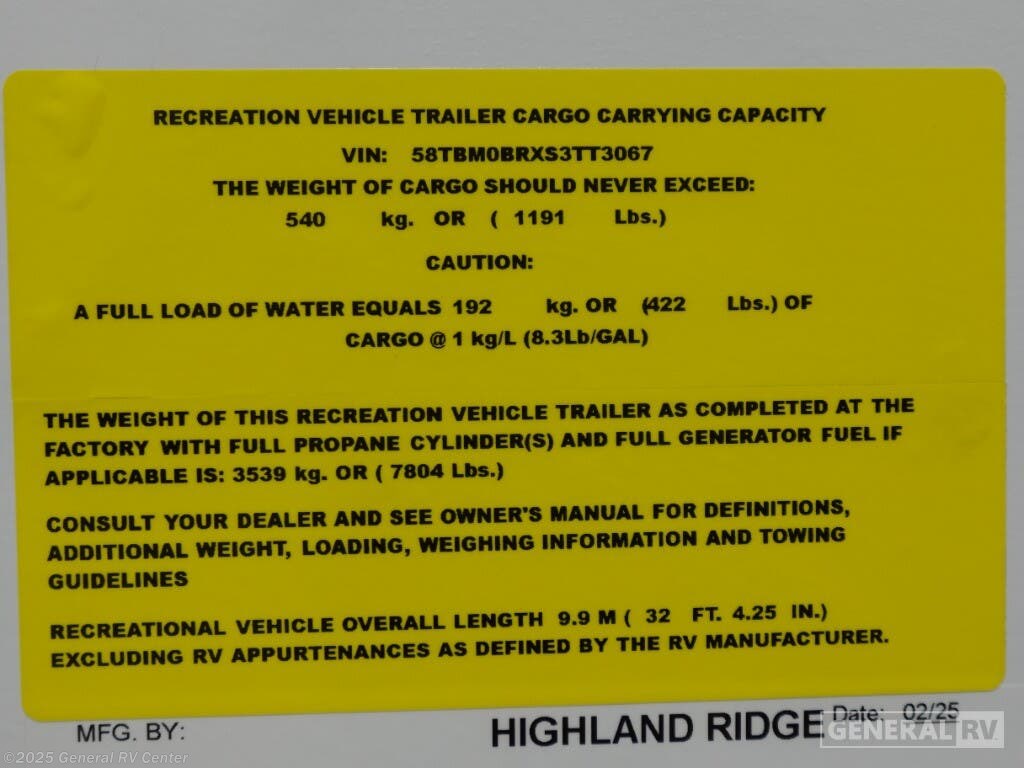 RECREATION VEHICLE TRAILER CARGO CARRYING CAPACITY
VIN: 58TBM0BRXS3TT3067
THE WEIGHT OF CARGO SHOULD NEVER EXCEED:
540 kg. OR ( 1191 Lbs.)
CAUTION:
A FULL LOAD OF WATER EQUALS 192 kg. OR (422 Lbs.) OF
CARGO @ 1 kg/L (8.3Lb/GAL)
THE WEIGHT OF THIS RECREATION VEHICLE TRAILER AS COMPLETED AT THE
FACTORY WITH FULL PROPANE CYLINDER(S) AND FULL GENERATOR FUEL IF
APPLICABLE IS: 3539 kg. OR ( 7804 Lbs.)
CONSULT YOUR DEALER AND SEE OWNER'S MANUAL FOR DEFINITIONS,
ADDITIONAL WEIGHT, LOADING, WEIGHING INFORMATION AND TOWING
GUIDELINES
RECREATIONAL VEHICLE OVERALL LENGTH 9.9 M ( 32 FT. 4.25 IN.)
EXCLUDING RV APPURTENANCES AS DEFINED BY THE RV MANUFACTURER.
MFG. BY: HIGHLAND RIDGE Date: 02/25
GENERAL RV
©2025 General RV Center